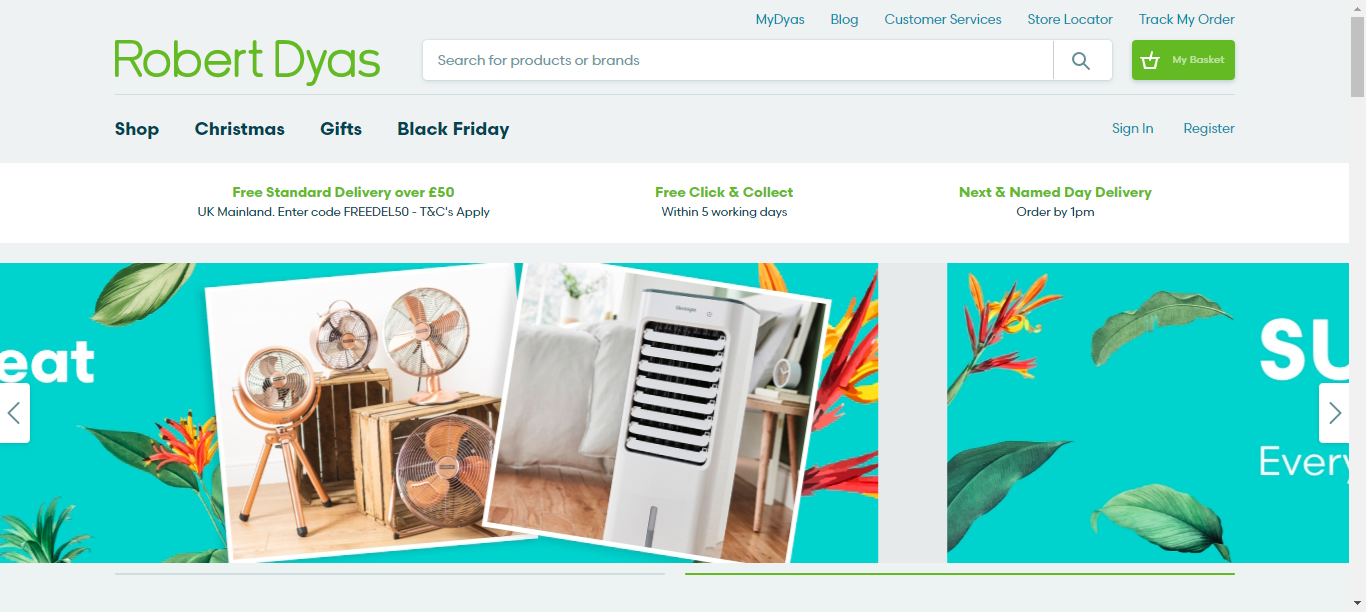 MyDyas Blog Customer Services Store Locator Track My Order
Robert Dyas
Search for products or brands
My Basket
Shop Christmas Gifts Black Friday
Sign In Register
Free Standard Delivery over £50
UK Mainland. Enter code FREEDEL50 - T&C's Apply
Free Click & Collect
Within 5 working days
Next & Named Day Delivery
Order by 1pm
eat
SU
Every